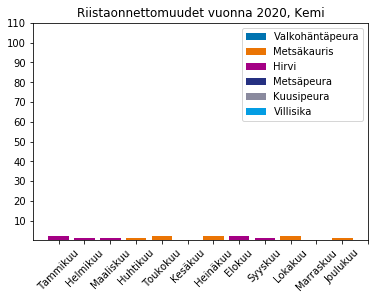 Riistaonnettomuudet vuonna 2020, Kemi
110
100
90
80
70
60
50
40
30
20
10
Valkohäntäpeura
Metsäkauris
Hirvi
Metsäpeura
Kuusipeura
Villisika
Tammikuu
Helmikuu
Maaliskuu
Huhtikuu
Toukokuu
Kesäkuu
Heinäkuu
Elokuu
Syyskuu
Lokakuu
Marraskuu
Joulukuu